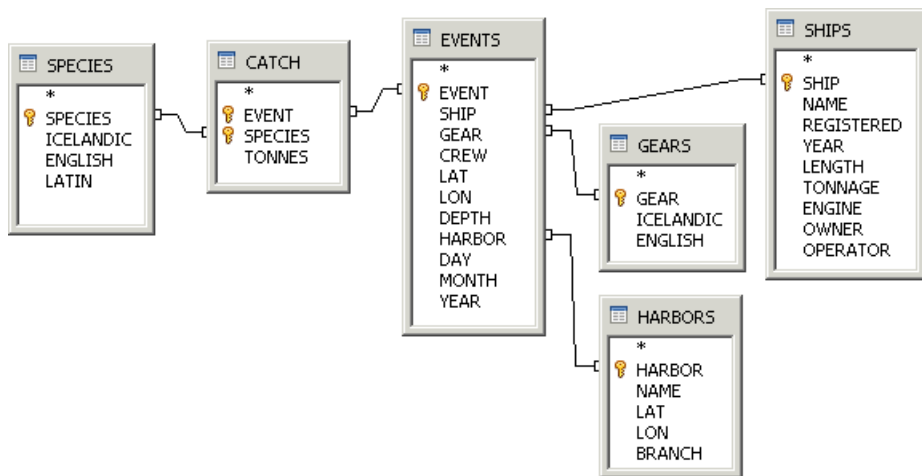 SPECIES
*
SPECIES
ICELANDIC
ENGLISH
LATIN
CATCH
*
EVENT
SPECIES
TONNES
EVENTS
*
EVENT
SHIP
GEAR
CREW
LAT
LON
DEPTH
HARBOR
DAY
MONTH
YEAR
GEARS
*
GEAR
ICELANDIC
ENGLISH
HARBORS
*
HARBOR
NAME
LAT
LON
BRANCH
SHIPS
*
SHIP
NAME
REGISTERED
YEAR
LENGTH
TONNAGE
ENGINE
OWNER
OPERATOR